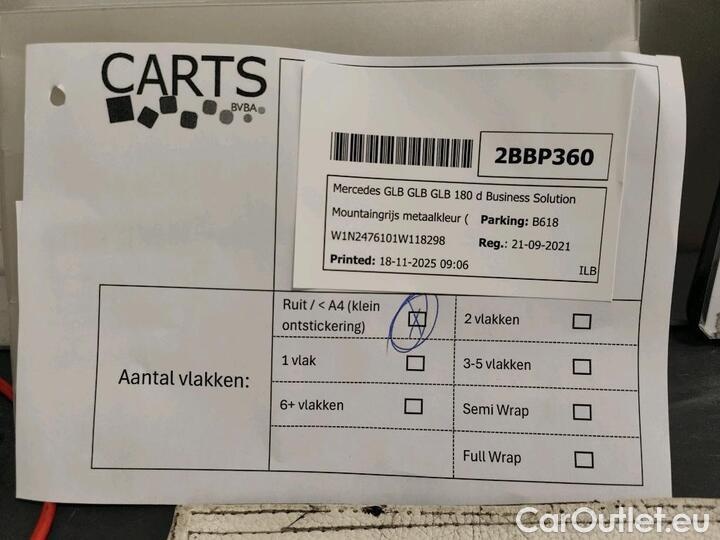 CARTS
BVBA
2BBP360
Mercedes GLB GLB GLB 180 d Business Solution
Mountaingrijs metaalkleur ( Parking: B618
W1N2476101W118298 Reg.: 21-09-2021
Printed: 18-11-2025 09:06 ILB
Aantal vlakken:
Ruit / < A4 (klein
ontstickering)
2 vlakken
1 vlak
3-5 vlakken
6+ vlakken
Semi Wrap
Full Wrap
CarOutlet.eu